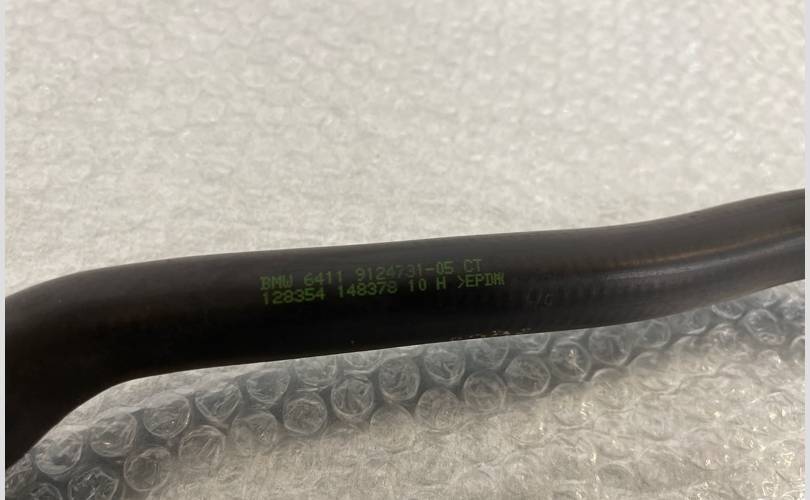 BMW 6411 9124731-05 CT
128354 148378 10 H >EPDM<